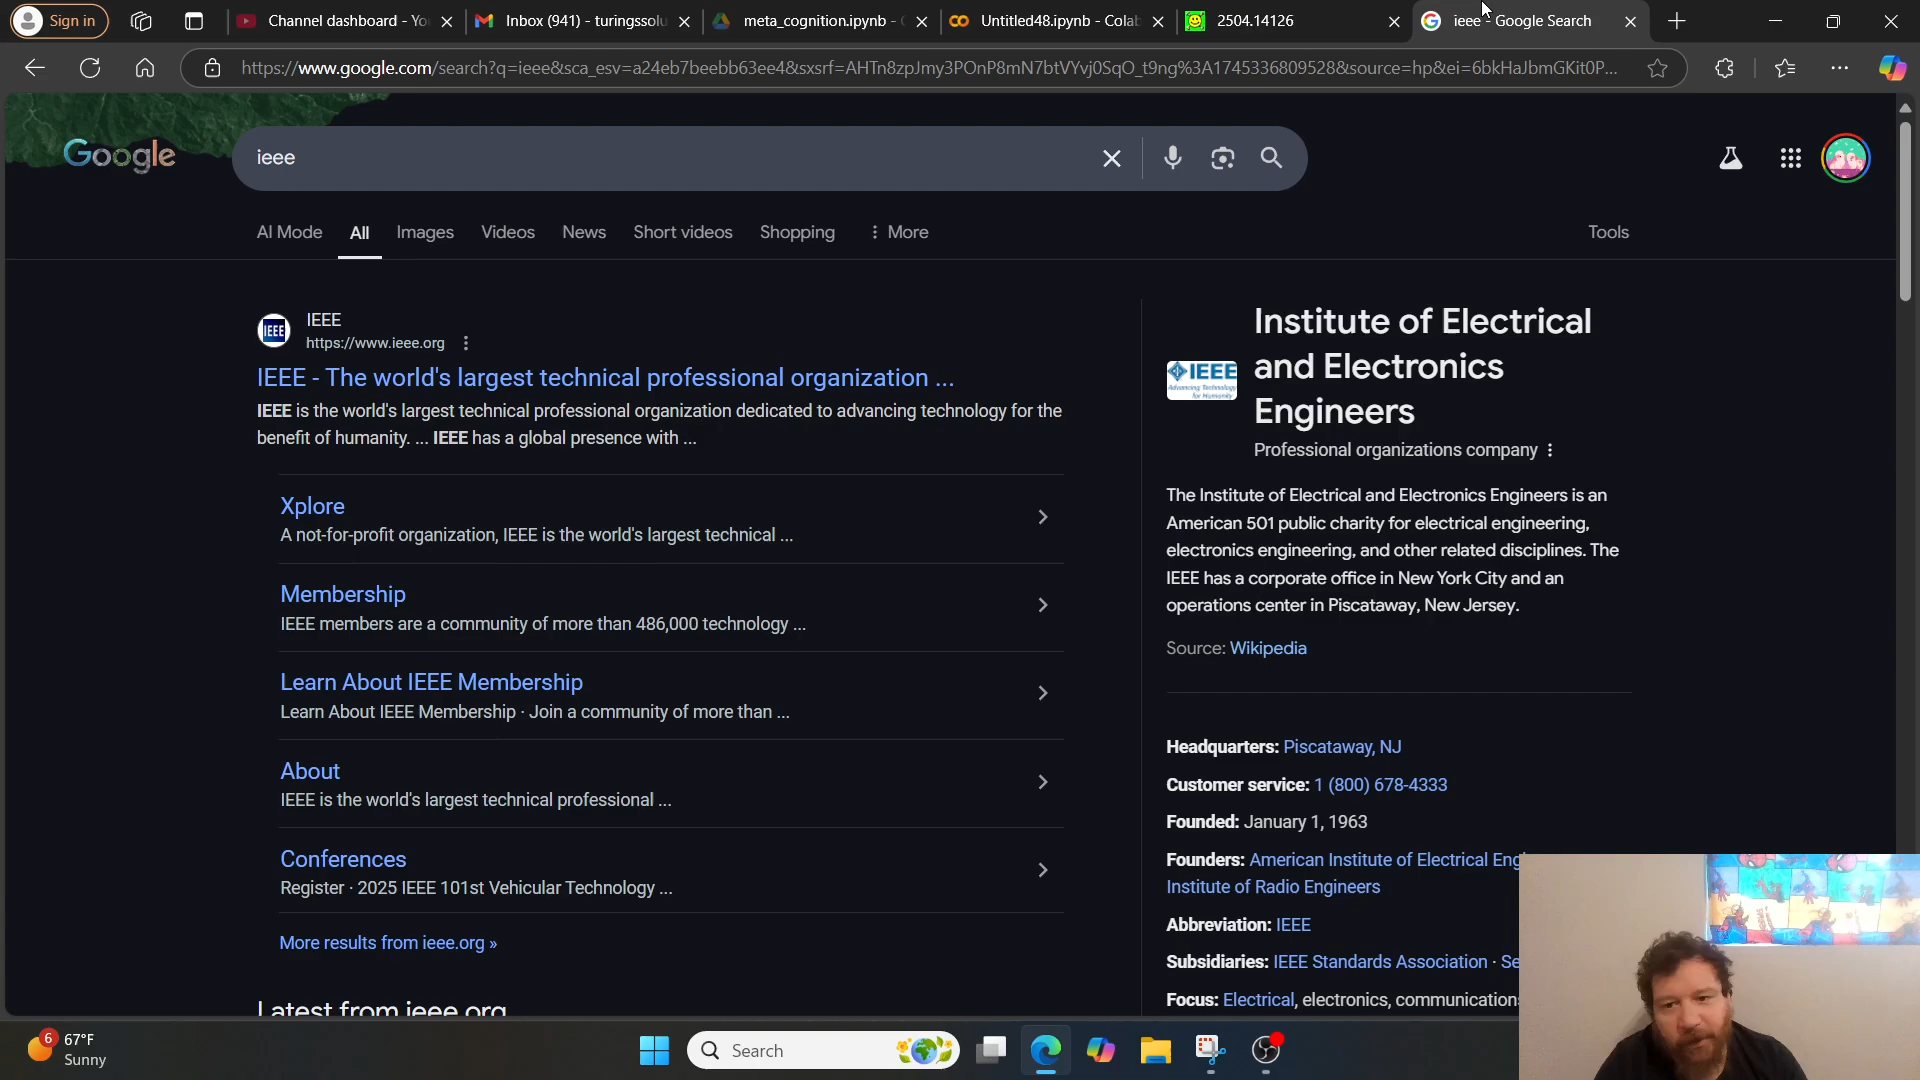 Sign in
Channel dashboard - Yo
Inbox (941) - turingssolu
meta_cognition.ipynb - C
Untitled48.ipynb - Colab
2504.14126
ieee - Google Search
https://www.google.com/search?q=ieee&sca_esv=a24eb7beebb63ee4&sxsrf=AHTn8zpJmy3POnP8mN7btVYvj0SqO_t9ng%3A1745336809528&source=hp&ei=6bkHaJbmGKit0P...
Google
ieee
AI Mode
All
Images
Videos
News
Short videos
Shopping
More
Tools
IEEE
IEEE
https://www.ieee.org
IEEE - The world's largest technical professional organization ...
IEEE is the world's largest technical professional organization dedicated to advancing technology for the
benefit of humanity. ... IEEE has a global presence with ...
Xplore
A not-for-profit organization, IEEE is the world's largest technical ...
Membership
IEEE members are a community of more than 486,000 technology ...
Learn About IEEE Membership
Learn About IEEE Membership · Join a community of more than ...
About
IEEE is the world's largest technical professional ...
Conferences
Register · 2025 IEEE 101st Vehicular Technology ...
More results from ieee.org »
Latest from ieee.org
IEEE
Advancing Technology
for Humanity
Institute of Electrical
and Electronics
Engineers
Professional organizations company
The Institute of Electrical and Electronics Engineers is an
American 501 public charity for electrical engineering,
electronics engineering, and other related disciplines. The
IEEE has a corporate office in New York City and an
operations center in Piscataway, New Jersey.
Source: Wikipedia
Headquarters: Piscataway, NJ
Customer service: 1 (800) 678-4333
Founded: January 1, 1963
Founders: American Institute of Electrical Eng
Institute of Radio Engineers
Abbreviation: IEEE
Subsidiaries: IEEE Standards Association · Se
Focus: Electrical, electronics, communications
6
67°F
Sunny
Search